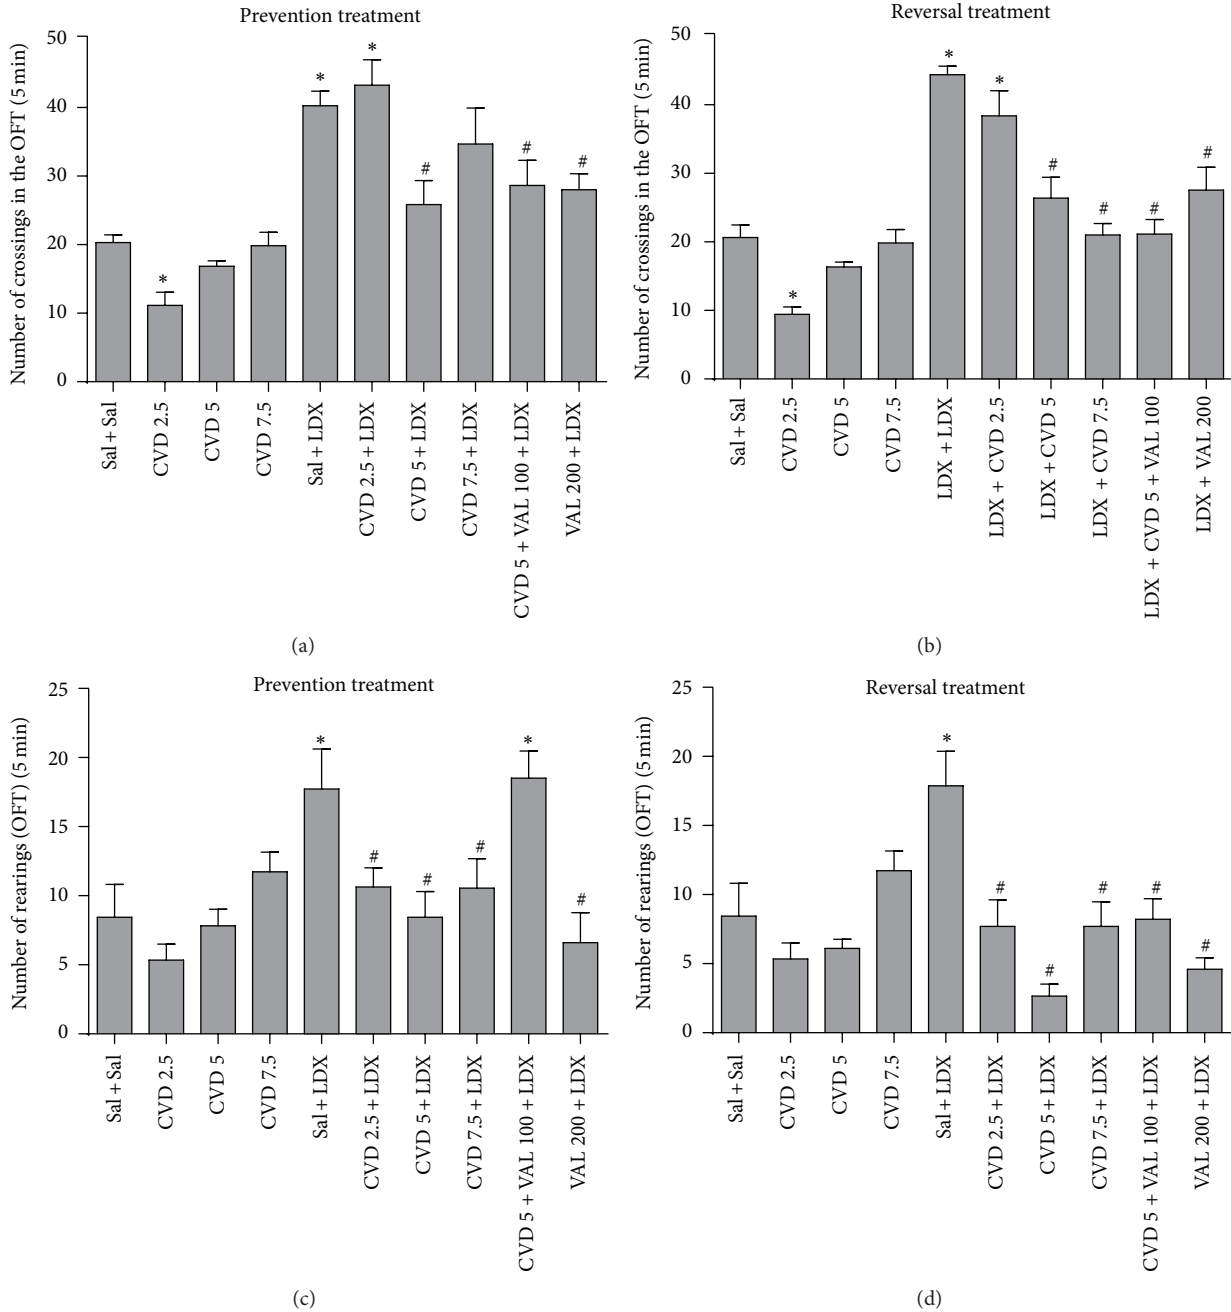 Prevention treatment
Number of crossings in the OFT (5 min)
50
40
30
20
10
0
*
*
*
#
#
#
Sal + Sal
CVD 2.5
CVD 5
CVD 7.5
Sal + LDX
CVD 2.5 + LDX
CVD 5 + LDX
CVD 7.5 + LDX
CVD 5 + VAL 100 + LDX
VAL 200 + LDX
(a)
Reversal treatment
Number of crossings in the OFT (5 min)
50
40
30
20
10
0
*
*
*
#
#
#
#
Sal + Sal
CVD 2.5
CVD 5
CVD 7.5
LDX + LDX
LDX + CVD 2.5
LDX + CVD 5
LDX + CVD 7.5
LDX + CVD 5 + VAL 100
LDX + VAL 200
(b)
Prevention treatment
Number of rearings (OFT) (5 min)
25
20
15
10
5
0
*
#
#
#
*
#
Sal + Sal
CVD 2.5
CVD 5
CVD 7.5
Sal + LDX
CVD 2.5 + LDX
CVD 5 + LDX
CVD 7.5 + LDX
CVD 5 + VAL 100 + LDX
VAL 200 + LDX
(c)
Reversal treatment
Number of rearings (OFT) (5 min)
25
20
15
10
5
0
*
#
#
#
#
#
Sal + Sal
CVD 2.5
CVD 5
CVD 7.5
Sal + LDX
CVD 2.5 + LDX
CVD 5 + LDX
CVD 7.5 + LDX
CVD 5 + VAL 100 + LDX
VAL 200 + LDX
(d)